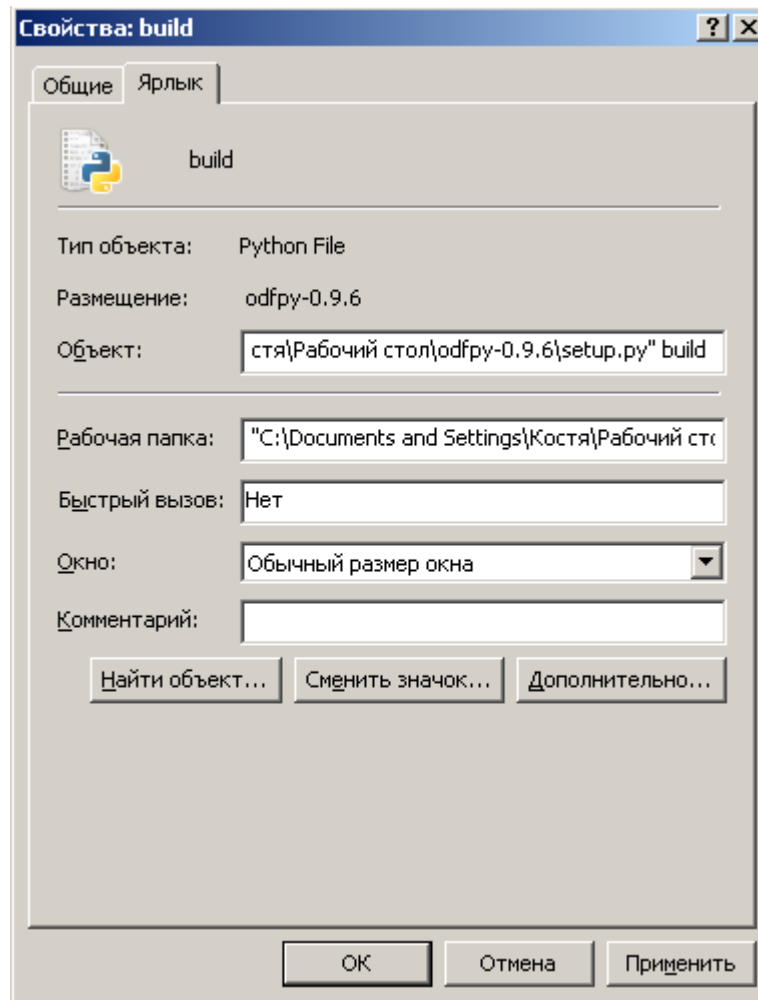 Свойства: build
Общие
Ярлык
build
Тип объекта: Python File
Размещение: odfpy-0.9.6
Объект: стя\Рабочий стол\odfpy-0.9.6\setup.py" build
Рабочая папка: "C:\Documents and Settings\Костя\Рабочий сто
Быстрый вызов: Нет
Окно: Обычный размер окна
Комментарий:
Найти объект... Сменить значок... Дополнительно...
ОК Отмена Применить